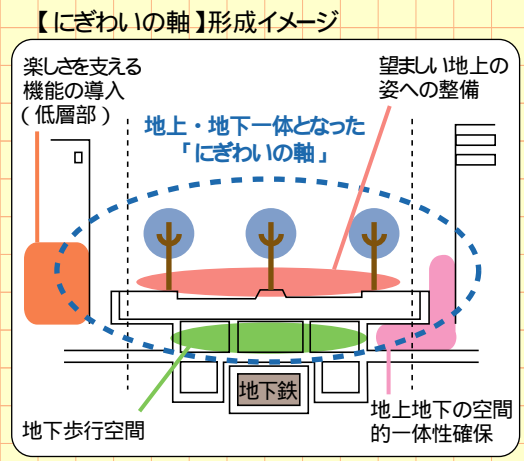 【にぎわいの軸】形成イメージ
楽しさを支える
機能の導入
(低層部)
望ましい地上の
姿への整備
地上・地下一体となった
「にぎわいの軸」
地下鉄
地下歩行空間
地上地下の空間
的一体性確保